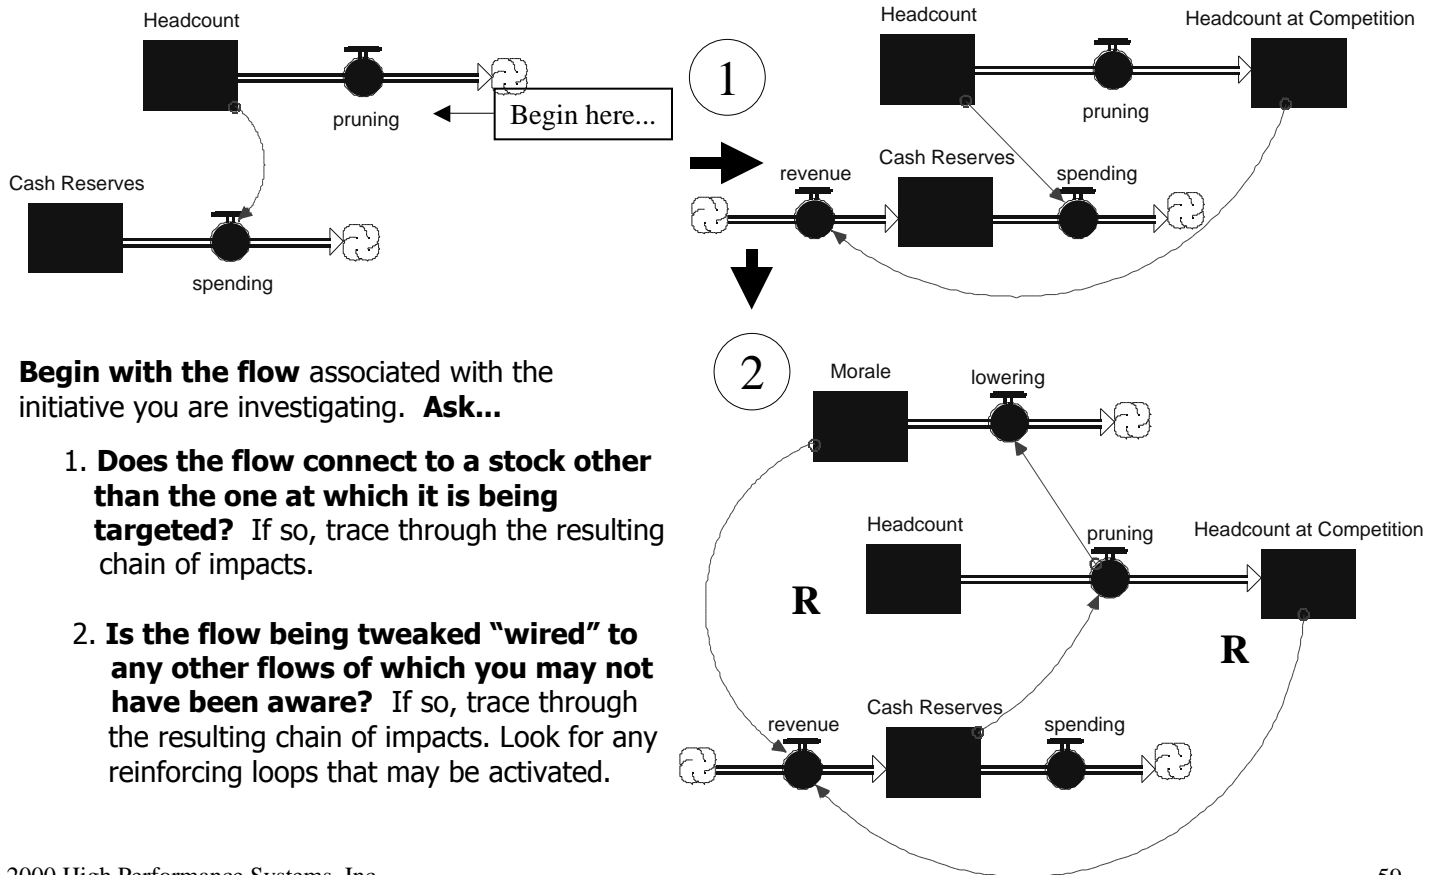 Headcount
pruning
Begin here...
Cash Reserves
spending
1
Headcount
Headcount at Competition
pruning
revenue
Cash Reserves
spending
Begin with the flow associated with the
initiative you are investigating. Ask...
1. Does the flow connect to a stock other
than the one at which it is being
targeted? If so, trace through the resulting
chain of impacts.
2. Is the flow being tweaked “wired” to
any other flows of which you may not
have been aware? If so, trace through
the resulting chain of impacts. Look for any
reinforcing loops that may be activated.
2
Morale
lowering
Headcount
pruning
Headcount at Competition
R
R
revenue
Cash Reserves
spending
2000 High Performance Systems, Inc.
59